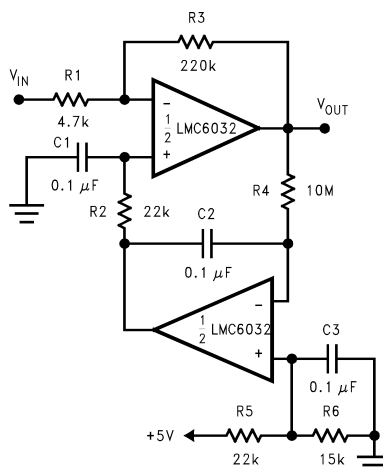 R3
220k
VIN
R1
4.7k
−
1/2 LMC6032
+
VOUT
C1
0.1 μF
R2
22k
R4
10M
C2
0.1 μF
−
1/2 LMC6032
+
C3
0.1 μF
+5V
R5
22k
R6
15k